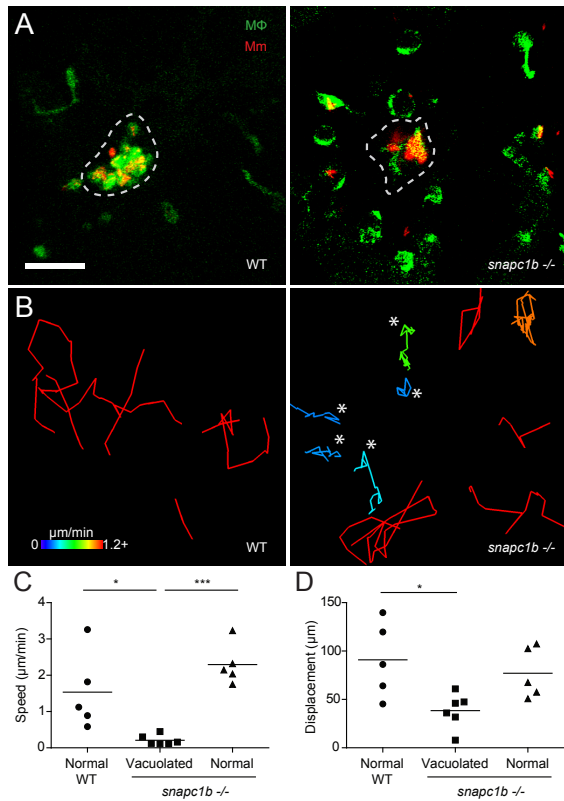 A
MΦ
Mm
WT
snapc1b -/-
B
*
*
*
*
*
µm/min
0
1.2+
WT
snapc1b -/-
C
D
*
***
*
Speed (µm/min)
4
3
2
1
0
Normal
WT
Vacuolated
Normal
snapc1b -/-
Displacement (µm)
150
100
50
0
Normal
WT
Vacuolated
Normal
snapc1b -/-